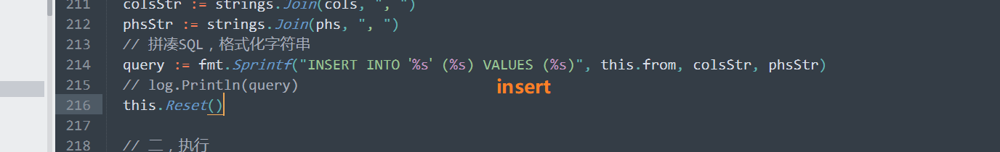 211 colsStr := strings.Join(cols, ", ")
212 phsStr := strings.Join(phs, ", ")
213 // 拼凑SQL，格式化字符串
214 query := fmt.Sprintf("INSERT INTO '%s' (%s) VALUES (%s)", this.from, colsStr, phsStr)
215 // log.Println(query)
insert
216 this.Reset()
217
218 // 二，执行